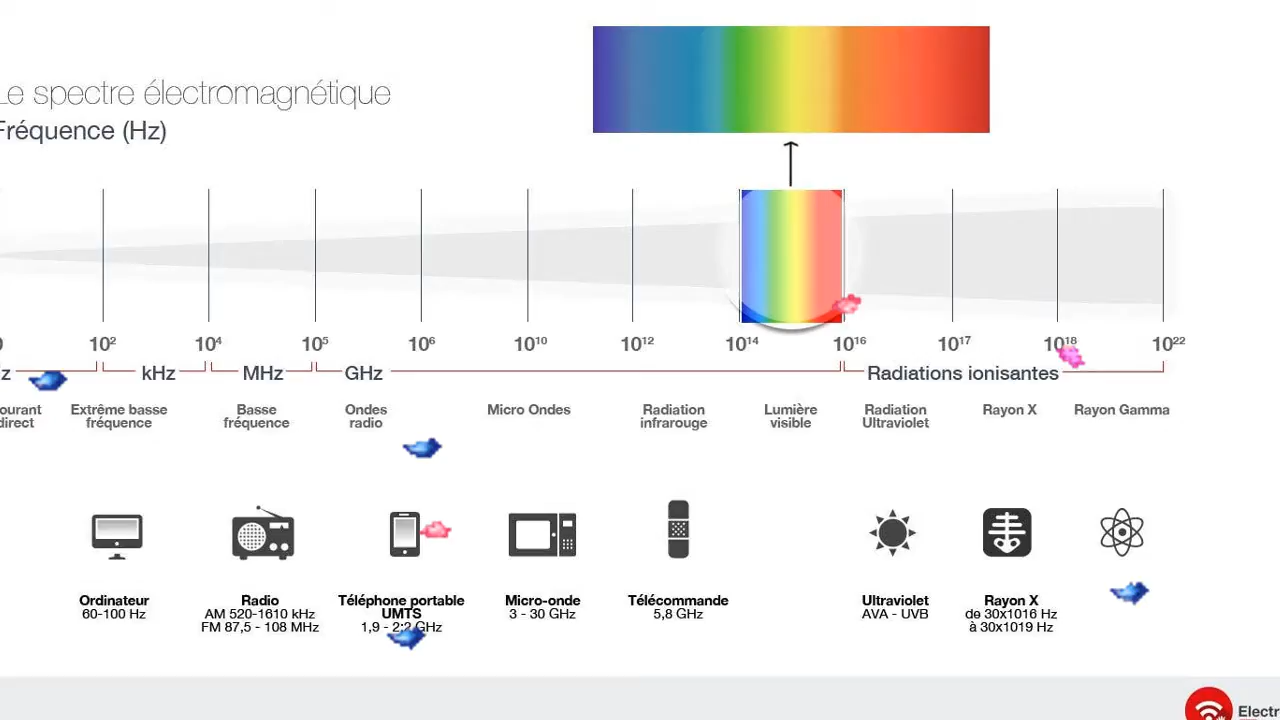 Le spectre électromagnétique
Fréquence (Hz)
10² 10⁴ 10⁵ 10⁶ 10¹⁰ 10¹² 10¹⁴ 10¹⁶ 10¹⁷ 10¹⁸ 10²²
z kHz MHz GHz Radiations ionisantes
ourant
direct
Extrême basse
fréquence
Basse
fréquence
Ondes
radio
Micro Ondes
Radiation
infrarouge
Lumière
visible
Radiation
Ultraviolet
Rayon X
Rayon Gamma
Ordinateur
60-100 Hz
Radio
AM 520-1610 kHz
FM 87,5 - 108 MHz
Téléphone portable
UMTS
1,9 - 2:2 GHz
Micro-onde
3 - 30 GHz
Télécommande
5,8 GHz
Ultraviolet
AVA - UVB
Rayon X
de 30x1016 Hz
à 30x1019 Hz
Electr